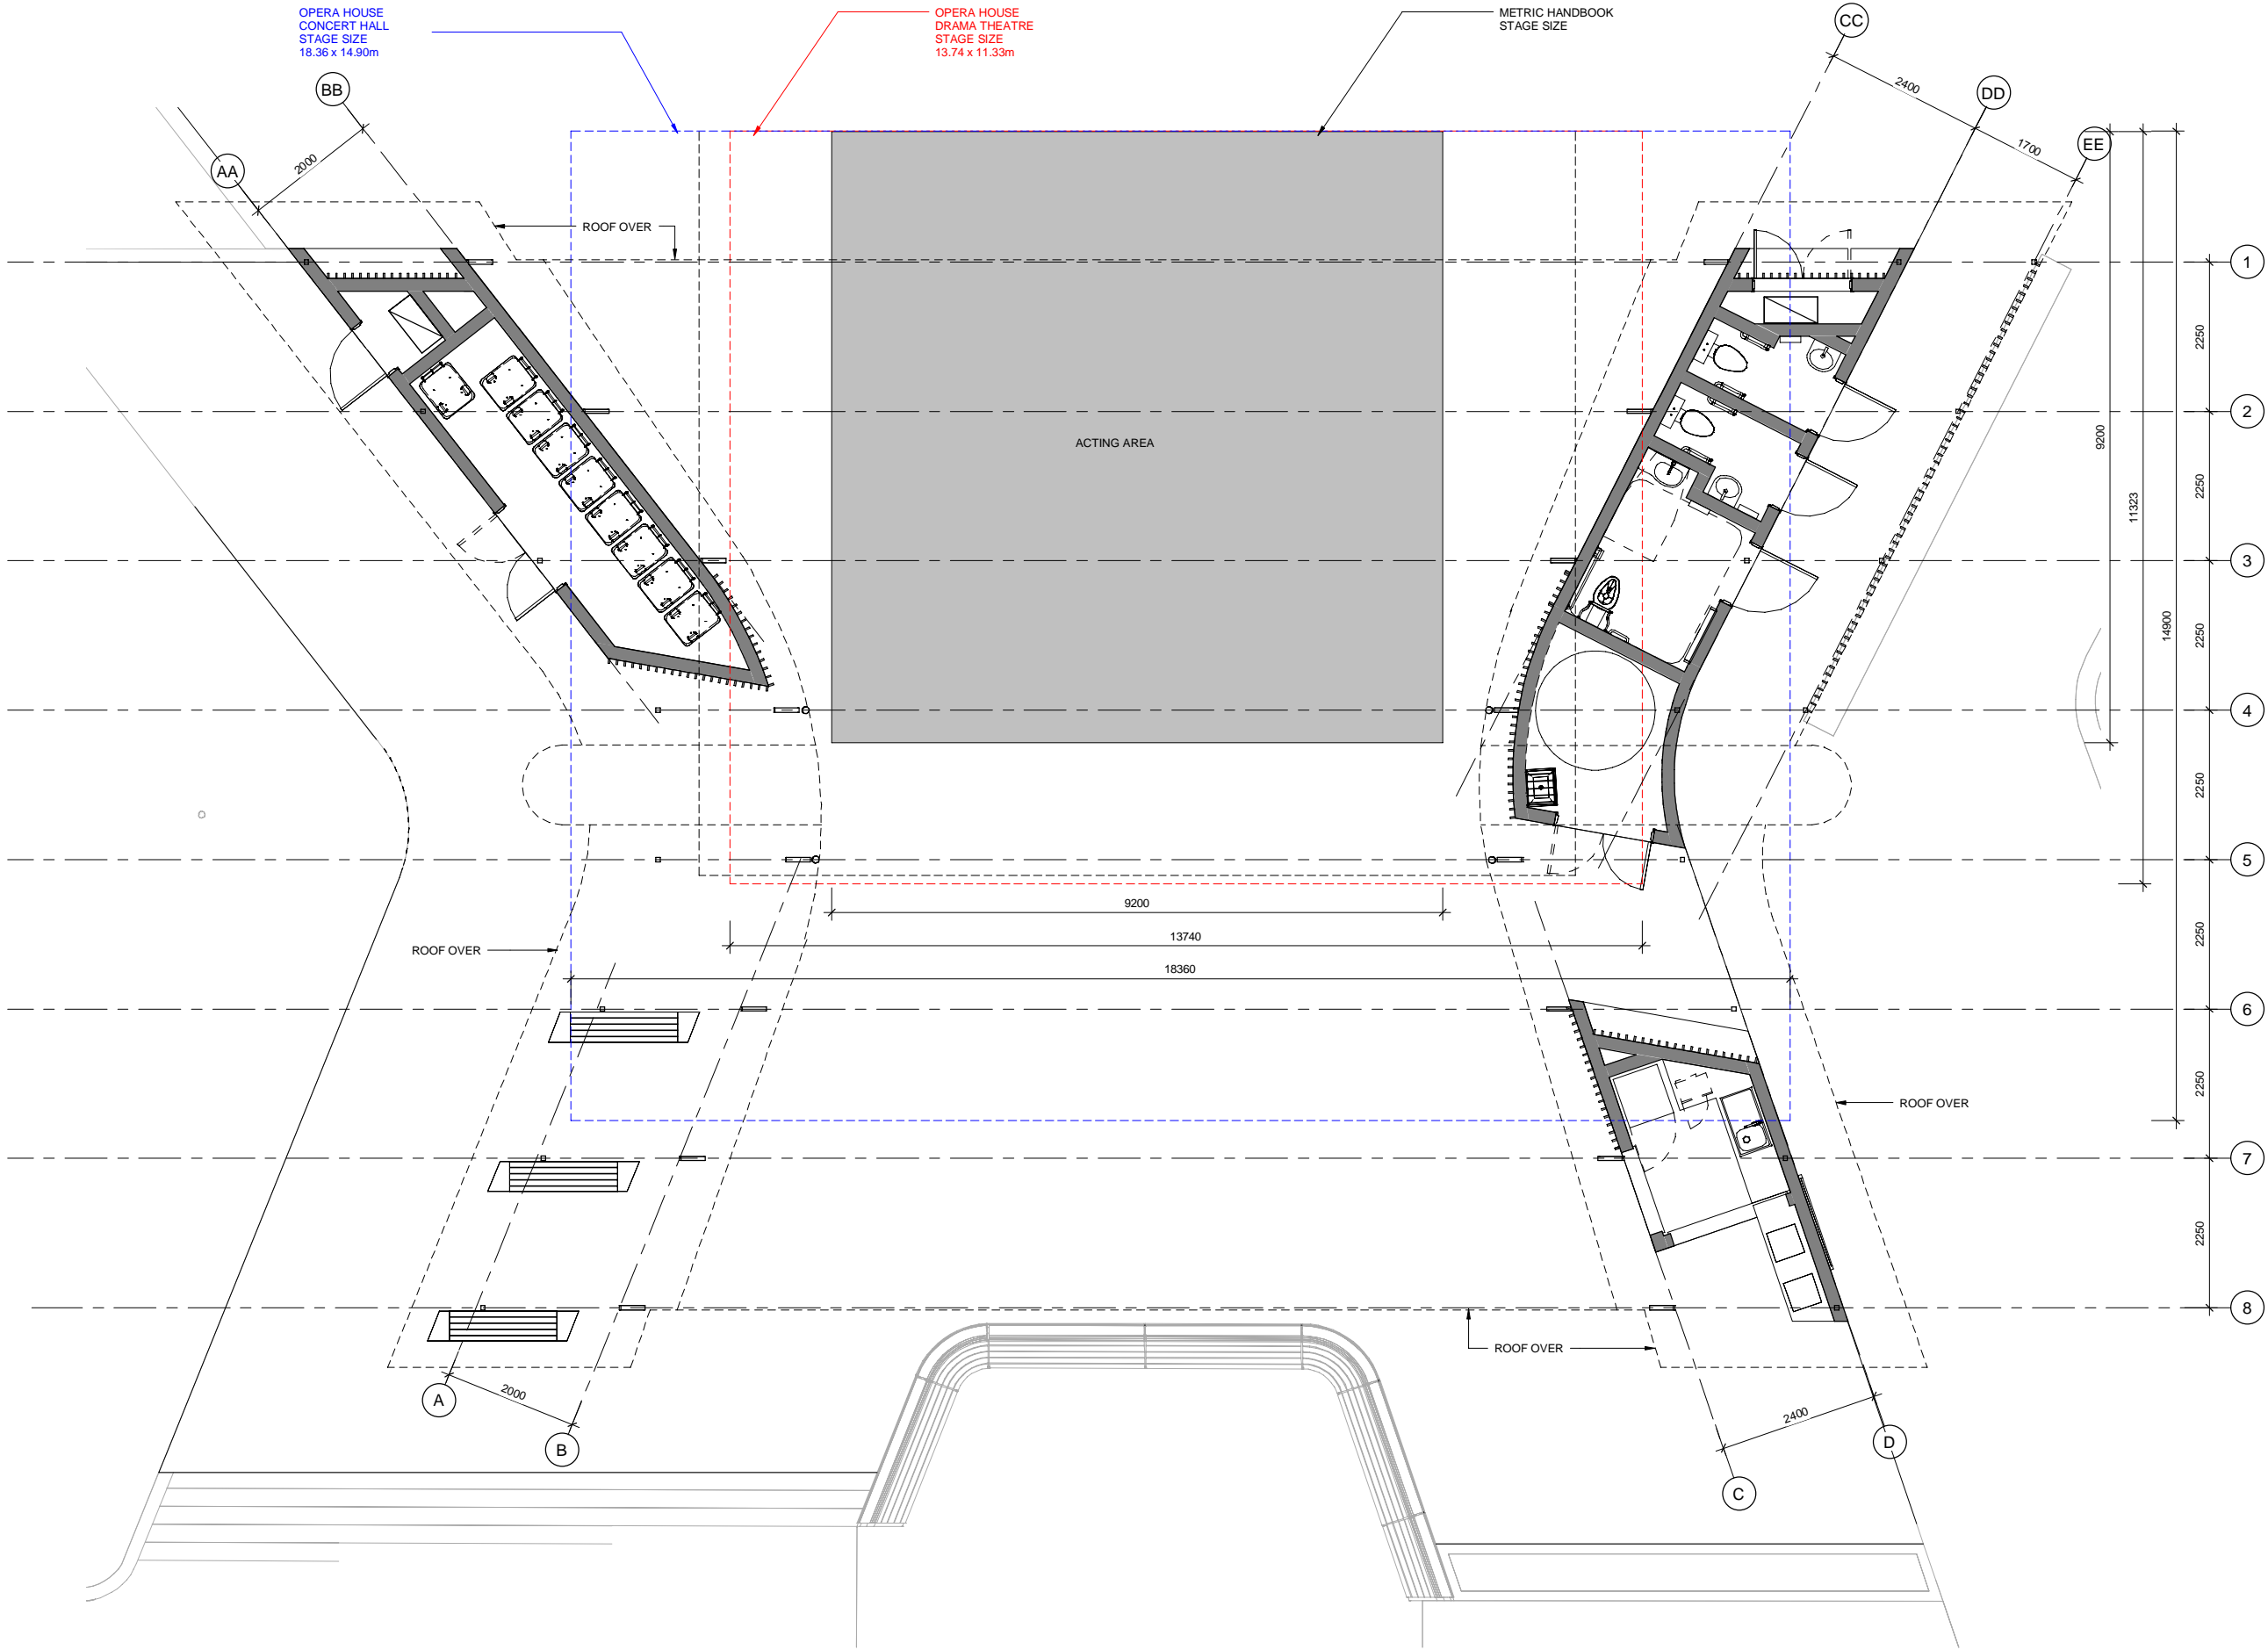 OPERA HOUSE
CONCERT HALL
STAGE SIZE
18.36 x 14.90m
OPERA HOUSE
DRAMA THEATRE
STAGE SIZE
13.74 x 11.33m
METRIC HANDBOOK
STAGE SIZE
CC
BB
2400
DD
EE
1700
AA
2000
ROOF OVER
1
2250
2
ACTING AREA
9200
2250
11323
3
14900
2250
4
2250
5
9200
2250
13740
ROOF OVER
18360
6
2250
ROOF OVER
7
2250
8
ROOF OVER
A
2000
B
2400
D
C